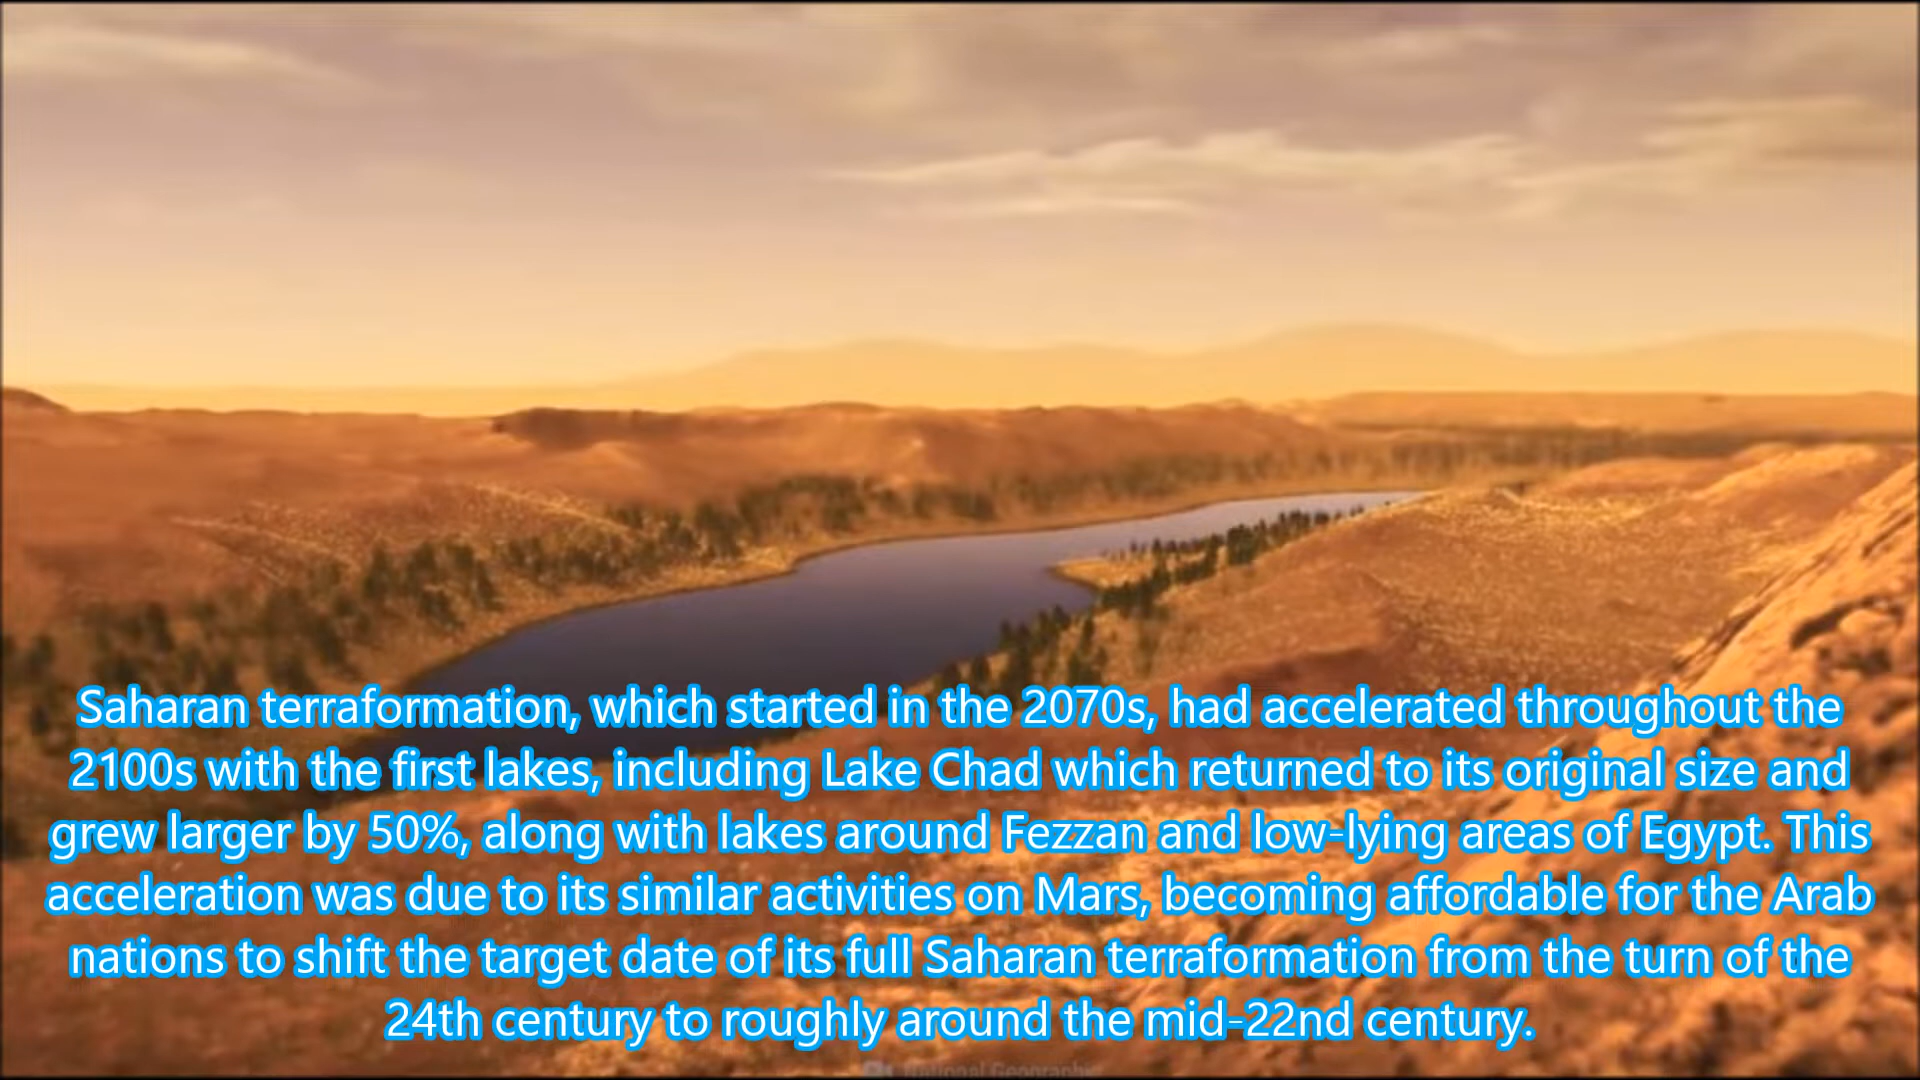 Saharan terraformation, which started in the 2070s, had accelerated throughout the
2100s with the first lakes, including Lake Chad which returned to its original size and
grew larger by 50%, along with lakes around Fezzan and low-lying areas of Egypt. This
acceleration was due to its similar activities on Mars, becoming affordable for the Arab
nations to shift the target date of its full Saharan terraformation from the turn of the
24th century to roughly around the mid-22nd century.
National Geographic